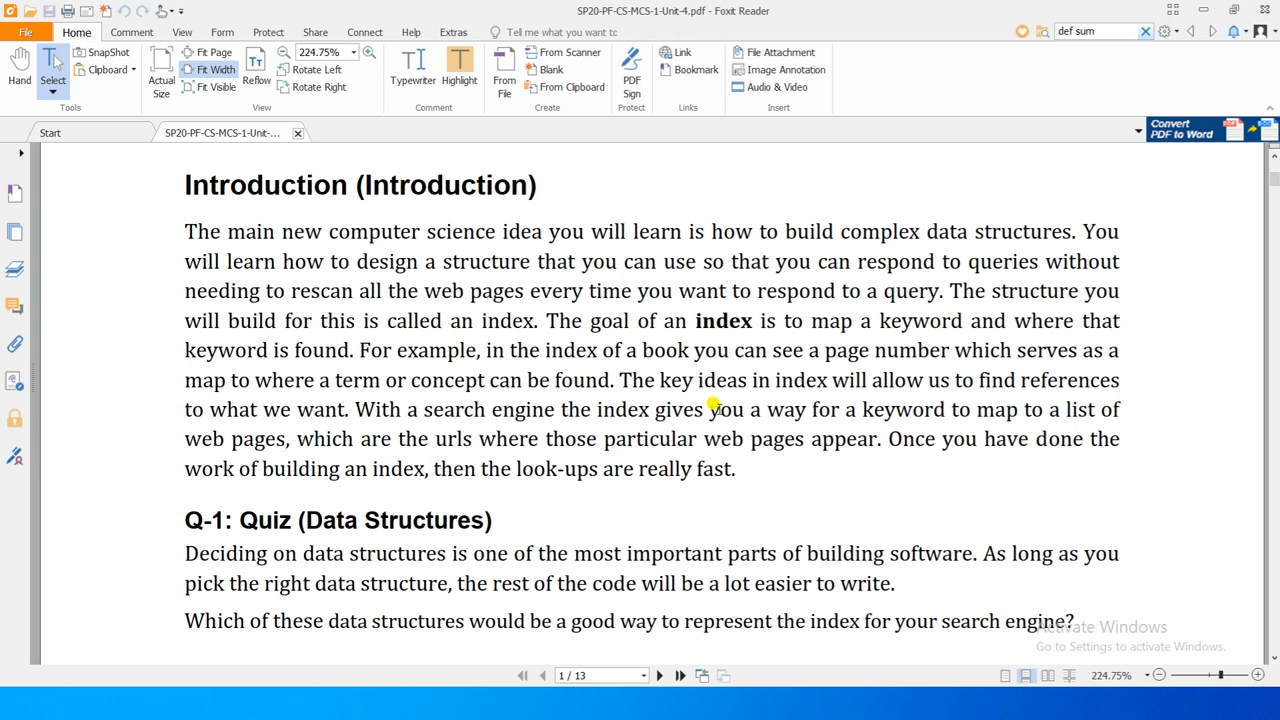 SP20-PF-CS-MCS-1-Unit-4.pdf - Foxit Reader
File Home Comment View Form Protect Share Connect Help Extras Tell me what you want tc def sum
SnapShot Fit Page 224.75% From Scanner Link File Attachment
Clipboard Fit Width Rotate Left Blank Bookmark Image Annotation
Hand Select Actual Size Fit Visible Reflow Rotate Right Typewriter Highlight From File From Clipboard PDF Sign Audio & Video
Tools View Comment Create Protect Links Insert
Start SP20-PF-CS-MCS-1-Unit-... Convert PDF to Word
Introduction (Introduction)
The main new computer science idea you will learn is how to build complex data structures. You
will learn how to design a structure that you can use so that you can respond to queries without
needing to rescan all the web pages every time you want to respond to a query. The structure you
will build for this is called an index. The goal of an index is to map a keyword and where that
keyword is found. For example, in the index of a book you can see a page number which serves as a
map to where a term or concept can be found. The key ideas in index will allow us to find references
to what we want. With a search engine the index gives you a way for a keyword to map to a list of
web pages, which are the urls where those particular web pages appear. Once you have done the
work of building an index, then the look-ups are really fast.
Q-1: Quiz (Data Structures)
Deciding on data structures is one of the most important parts of building software. As long as you
pick the right data structure, the rest of the code will be a lot easier to write.
Which of these data structures would be a good way to represent the index for your search engine?
Activate Windows
Go to Settings to activate Windows.
1 / 13 224.75%